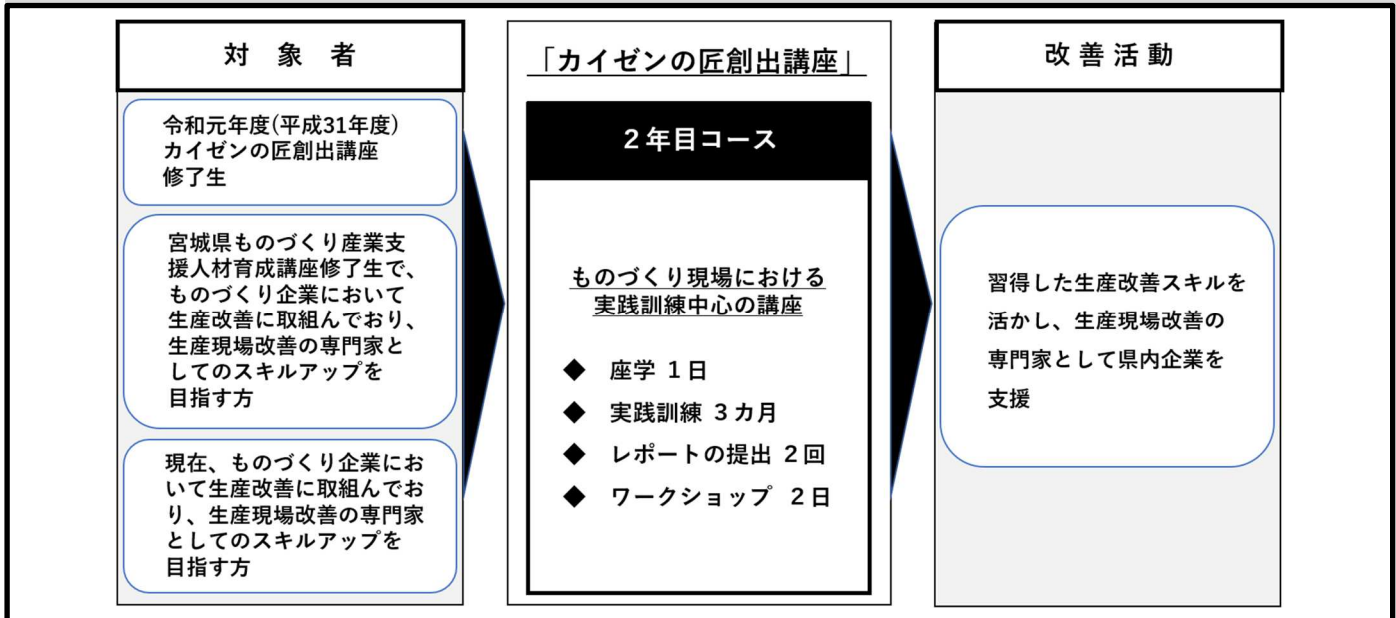 対 象 者
令和元年度(平成31年度)
カイゼンの匠創出講座
修了生
宮城県ものづくり産業支
援人材育成講座修了生で、
ものづくり企業において
生産改善に取組んでおり、
生産現場改善の専門家と
してのスキルアップを
目指す方
現在、ものづくり企業にお
いて生産改善に取組んでお
り、生産現場改善の専門家
としてのスキルアップを
目指す方
「カイゼンの匠創出講座」
2年目コース
ものづくり現場における
実践訓練中心の講座
◆ 座学 1日
◆ 実践訓練 3カ月
◆ レポートの提出 2回
◆ ワークショップ 2日
改善活動
習得した生産改善スキルを
活かし、生産現場改善の
専門家として県内企業を
支援